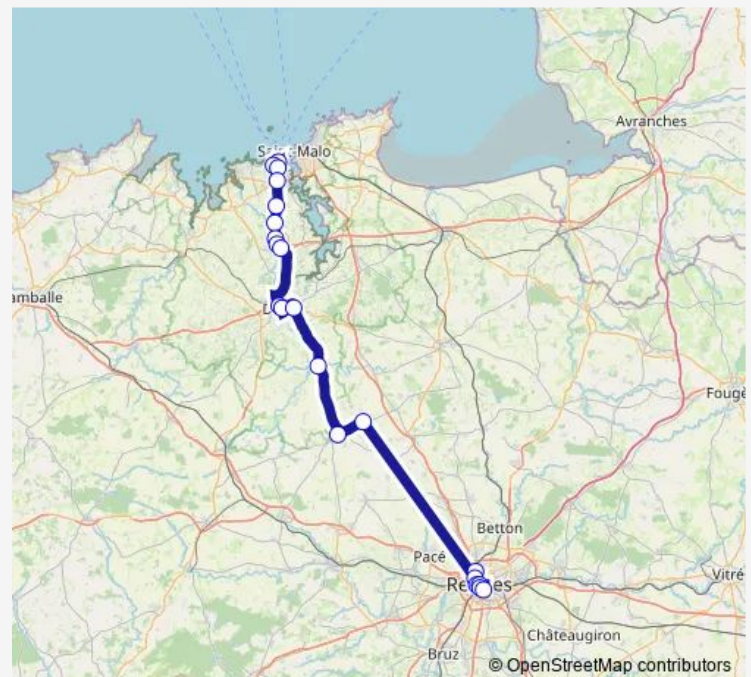 Avranches
Saint-Malo
amballe
D
Fougè
Betton
Pacé
Rennes
Vitré
Châteaugiron
Bruz
© OpenStreetMap contributors